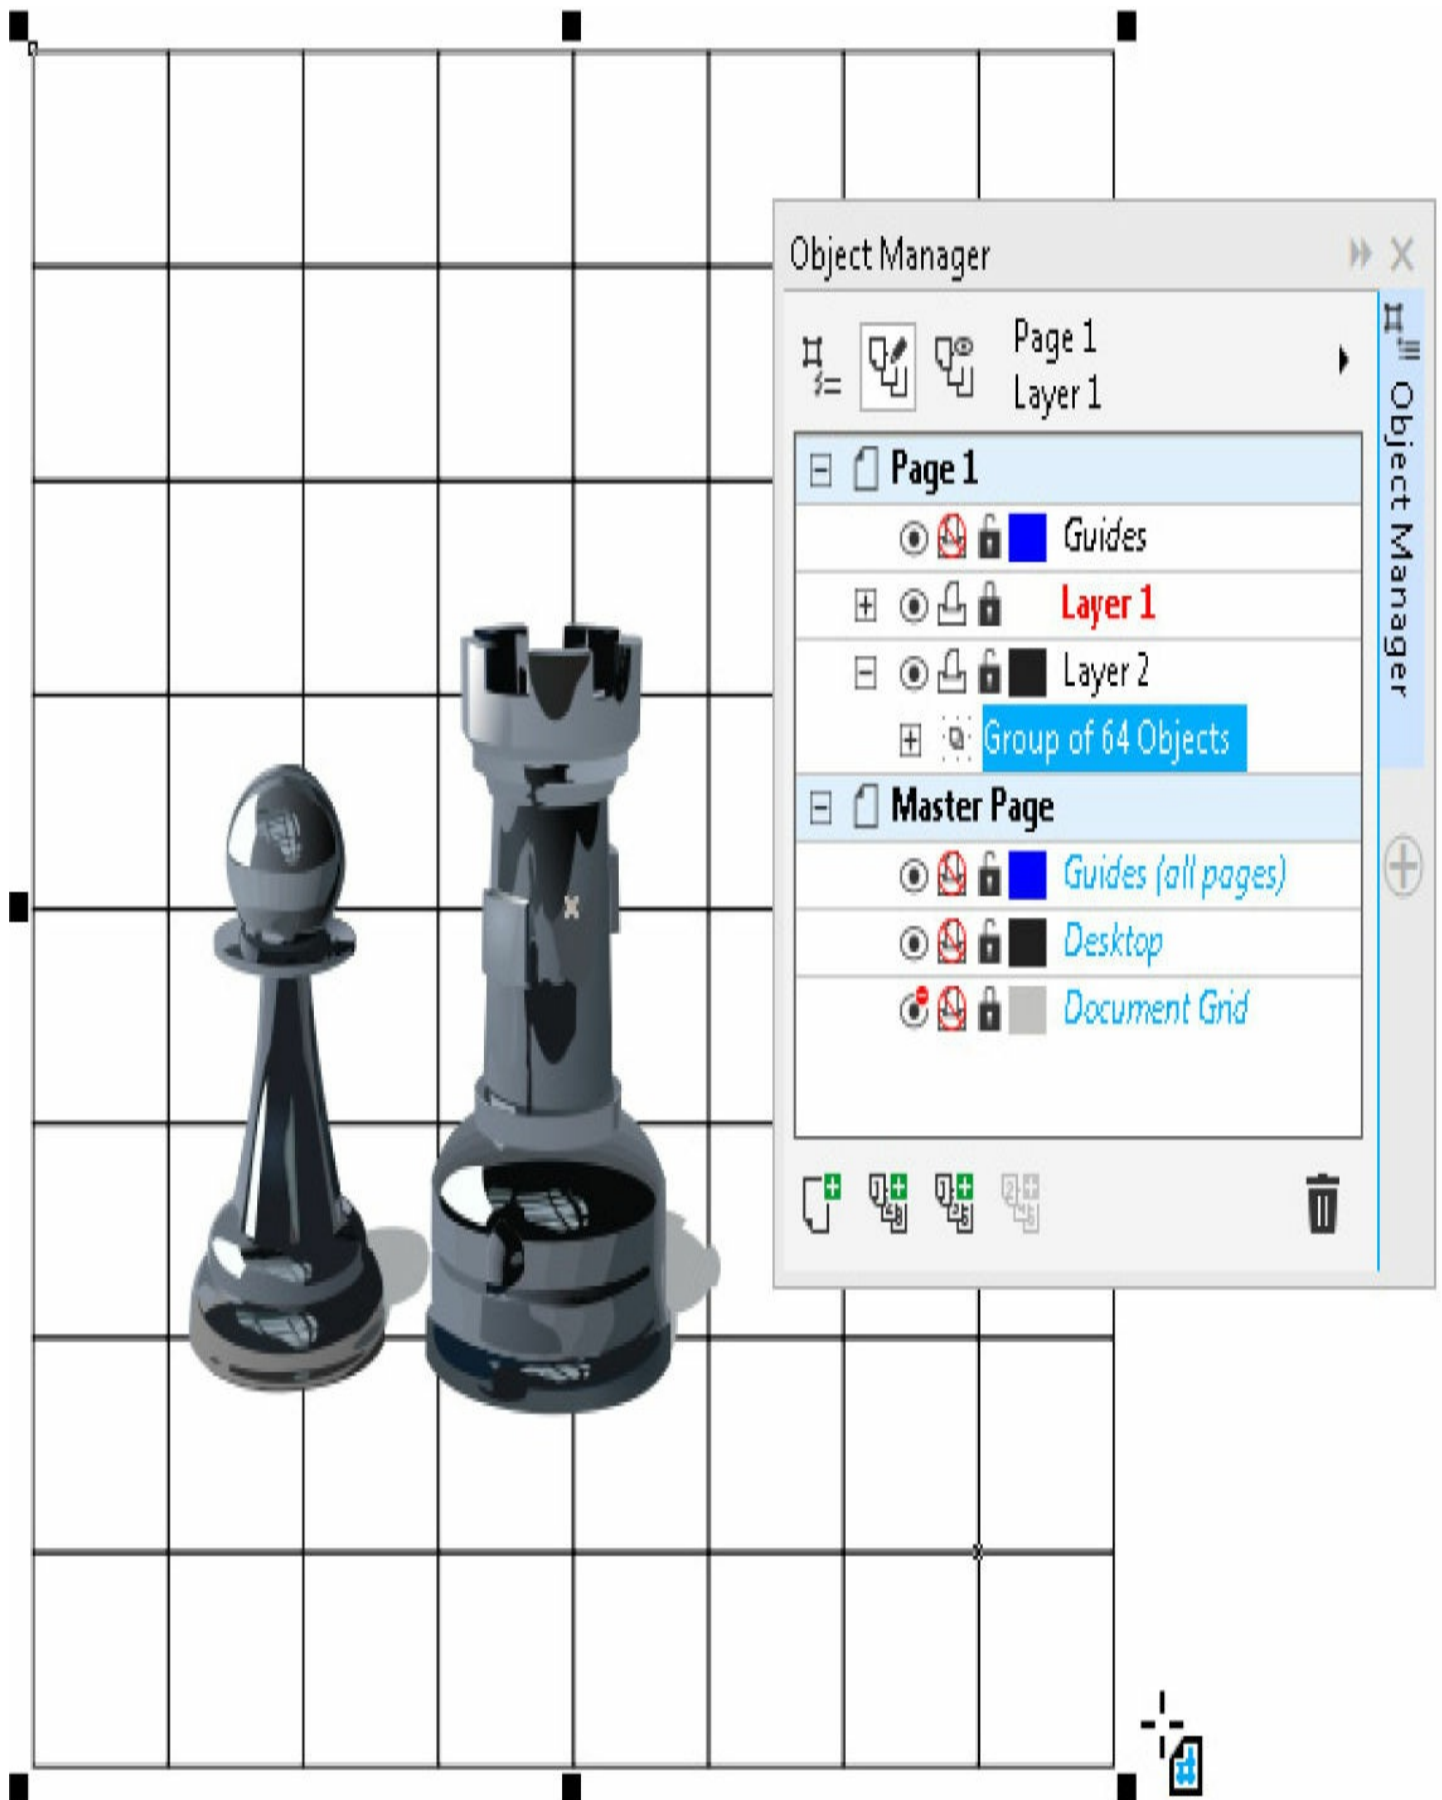 Object Manager
Page 1
Layer 1
Page 1
Guides
Layer 1
Layer 2
Group of 64 Objects
Master Page
Guides (all pages)
Desktop
Document Grid
Object Manager